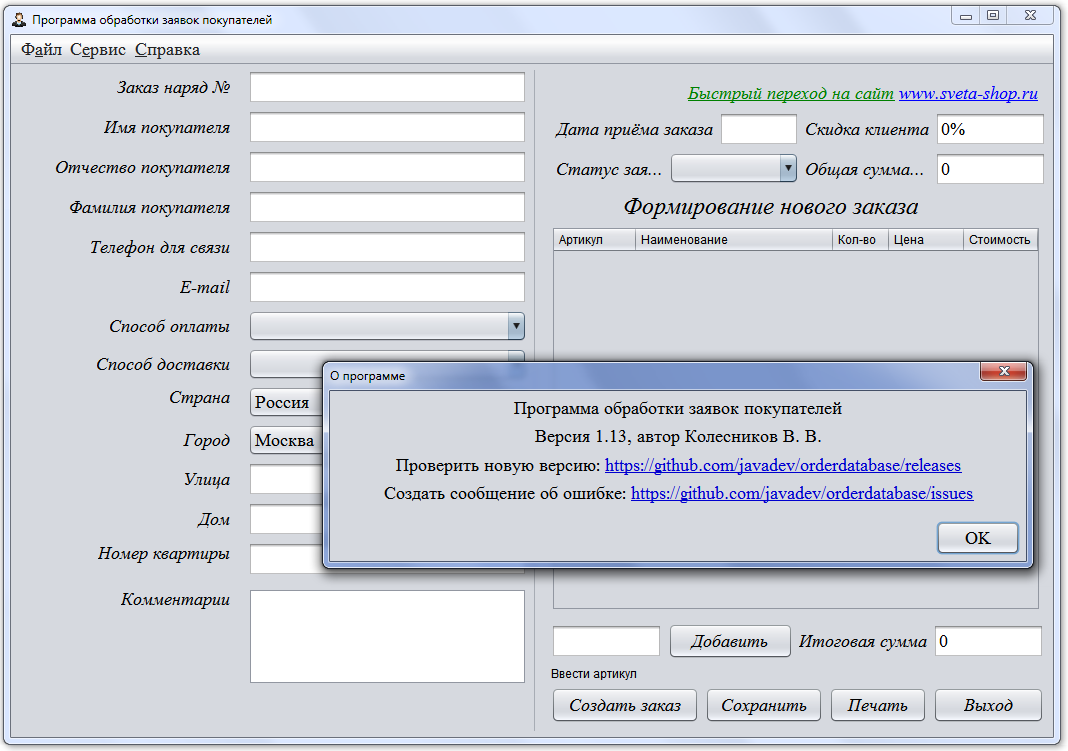 Программа обработки заявок покупателей
Файл Сервис Справка
Заказ наряд №
Имя покупателя
Отчество покупателя
Фамилия покупателя
Телефон для связи
E-mail
Способ оплаты
Способ доставки
Страна Россия
Город Москва
Улица
Дом
Номер квартиры
Комментарии
Быстрый переход на сайт www.sveta-shop.ru
Дата приёма заказа Скидка клиента 0%
Статус зая... Общая сумма... 0
Формирование нового заказа
Артикул Наименование Кол-во Цена Стоимость
О программе
Программа обработки заявок покупателей
Версия 1.13, автор Колесников В. В.
Проверить новую версию: https://github.com/javadev/orderdatabase/releases
Создать сообщение об ошибке: https://github.com/javadev/orderdatabase/issues
OK
Добавить Итоговая сумма 0
Ввести артикул
Создать заказ Сохранить Печать Выход